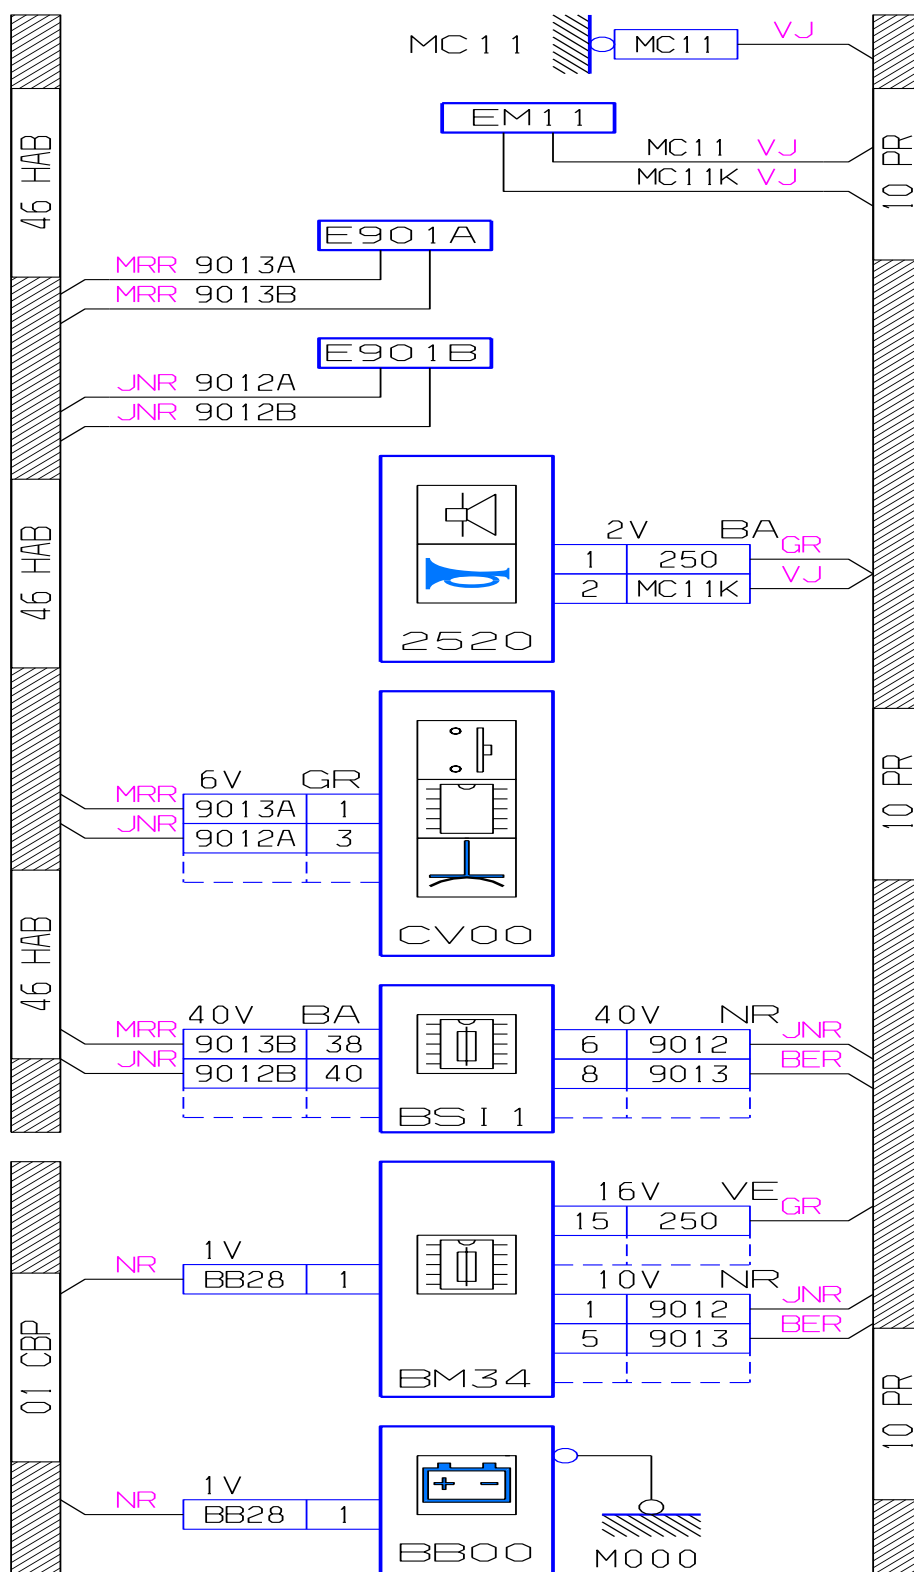 MC11 MC11 VJ
EM11
MC11 VJ
MC11K VJ
46 HAB
10 PR
E901A
MRR 9013A
MRR 9013B
E901B
JNR 9012A
JNR 9012B
46 HAB
2V BA
1 250 GR
2 MC11K VJ
2520
10 PR
6V GR
MRR 9013A 1
JNR 9012A 3
CV00
46 HAB
40V BA
MRR 9013B 38
JNR 9012B 40
40V NR
6 9012 JNR
8 9013 BER
BSI1
16V VE
15 250 GR
1V
NR BB28 1
10V NR
1 9012 JNR
5 9013 BER
BM34
01 CBP
10 PR
+ −
1V
NR BB28 1
BB00
M000